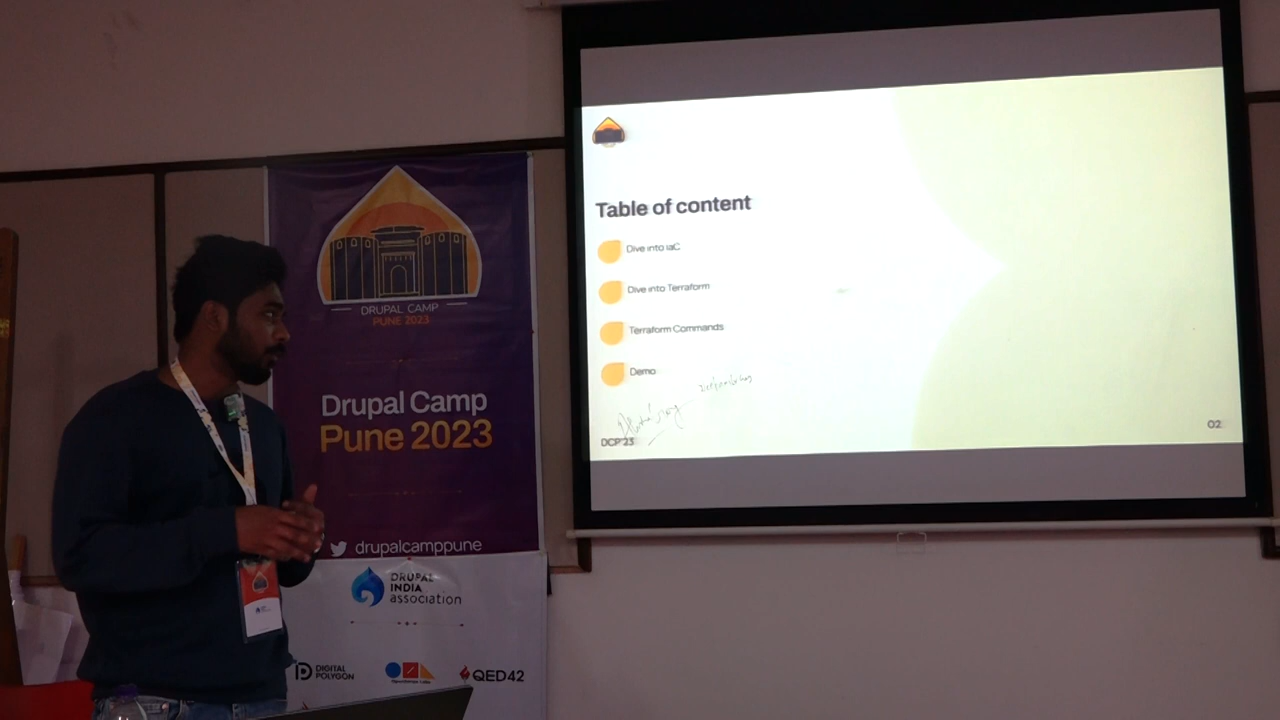 Table of content
Dive into IaC
Dive into Terraform
Terraform Commands
Demo
DCP'23
02
DRUPAL CAMP
PUNE 2023
Drupal Camp
Pune 2023
drupalcamppune
DRUPAL
INDIA
association
DIGITAL
POLYGON
QED42